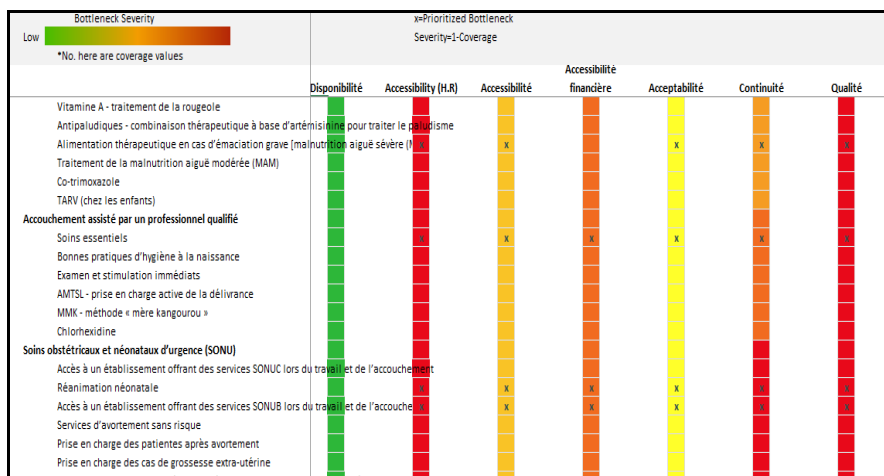 Bottleneck Severity x=Prioritized Bottleneck
Low Severity=1-Coverage
*No. here are coverage values
Disponibilité Accessibility (H.R) Accessibilité Accessibilité financière Acceptabilité Continuité Qualité
Vitamine A - traitement de la rougeole
Antipaludiques - combinaison thérapeutique à base d'artémisinine pour traiter le paludisme
Alimentation thérapeutique en cas d'émaciation grave [malnutrition aiguë sévère (M x x x x x
Traitement de la malnutrition aiguë modérée (MAM)
Co-trimoxazole
TARV (chez les enfants)
Accouchement assisté par un professionnel qualifié
Soins essentiels x x x x x x
Bonnes pratiques d'hygiène à la naissance
Examen et stimulation immédiats
AMTSL - prise en charge active de la délivrance
MMK - méthode « mère kangourou »
Chlorhexidine
Soins obstétricaux et néonataux d'urgence (SONU)
Accès à un établissement offrant des services SONUC lors du travail et de l'accouchement
Réanimation néonatale x x x x x x
Accès à un établissement offrant des services SONUB lors du travail et de l'accouche x x x x x x
Services d'avortement sans risque
Prise en charge des patientes après avortement
Prise en charge des cas de grossesse extra-utérine